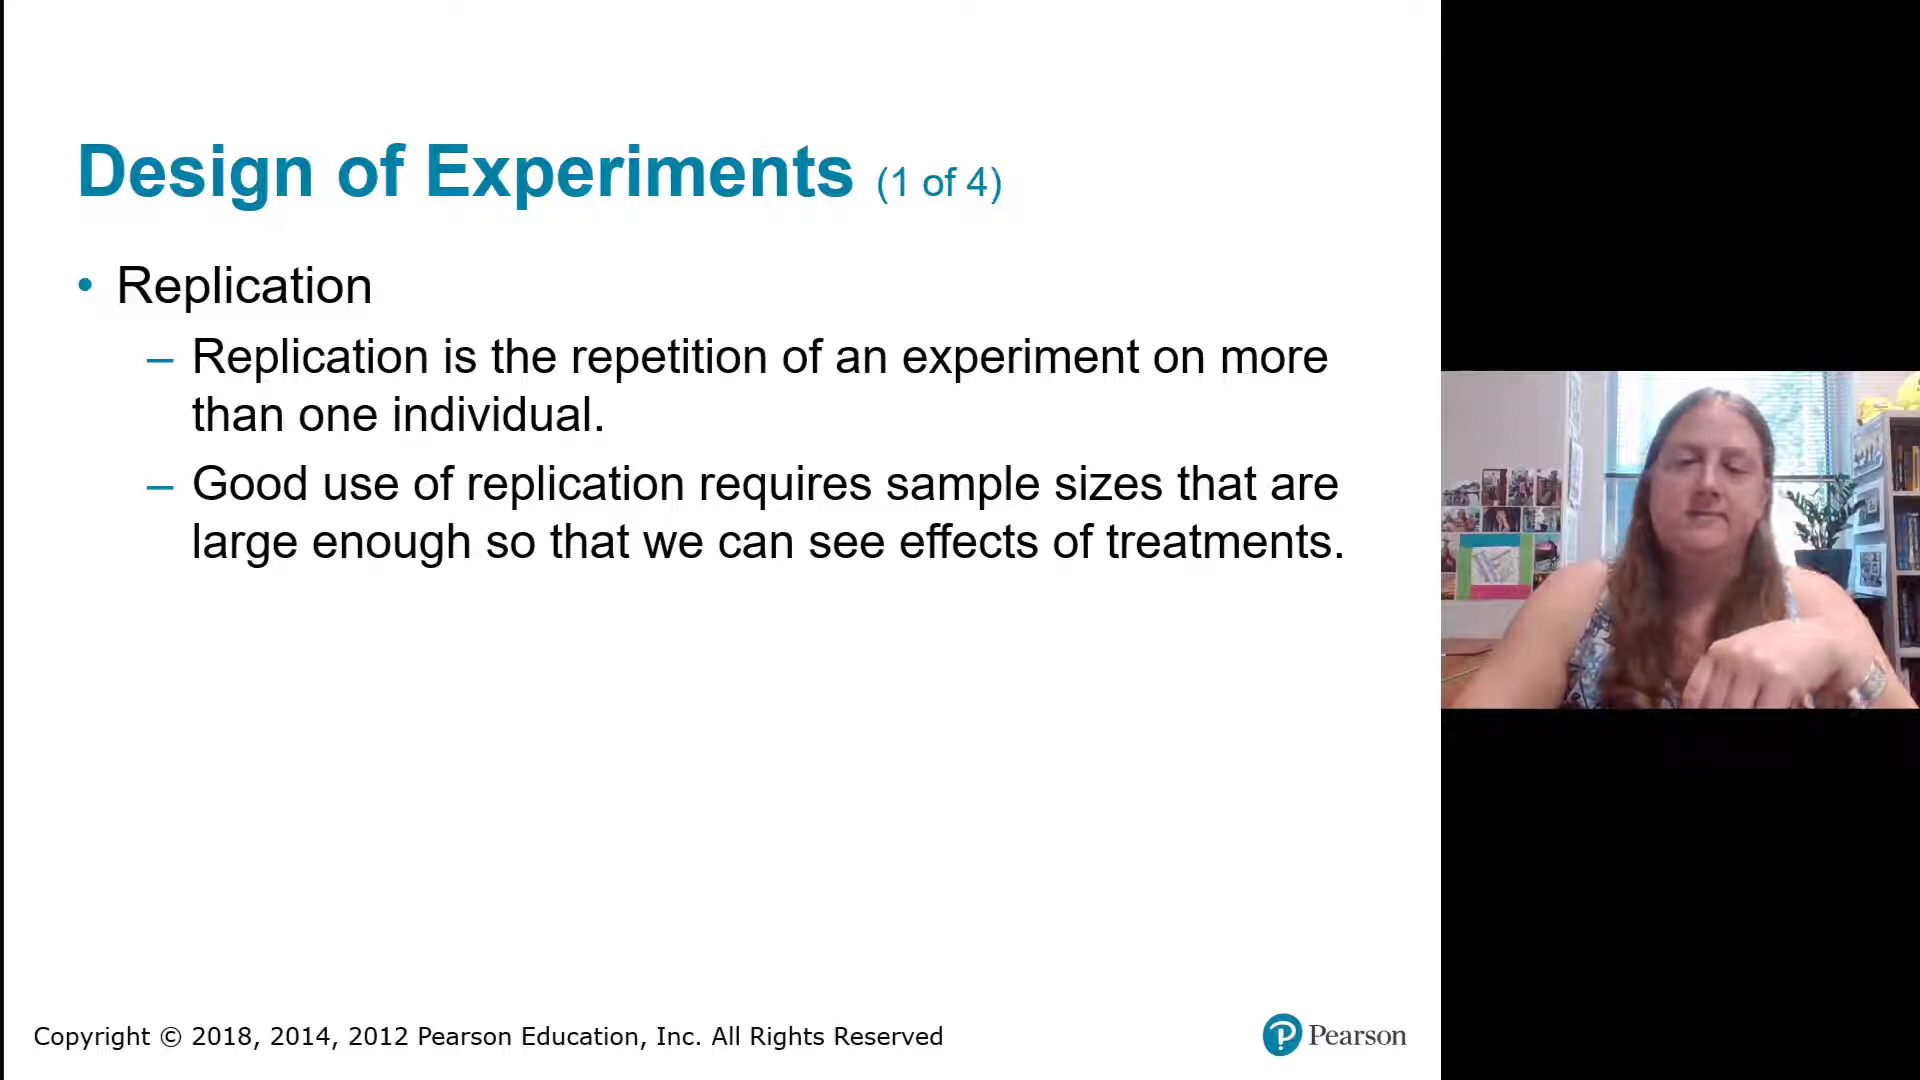 Design of Experiments (1 of 4)
• Replication
– Replication is the repetition of an experiment on more
than one individual.
– Good use of replication requires sample sizes that are
large enough so that we can see effects of treatments.
Copyright © 2018, 2014, 2012 Pearson Education, Inc. All Rights Reserved
Pearson